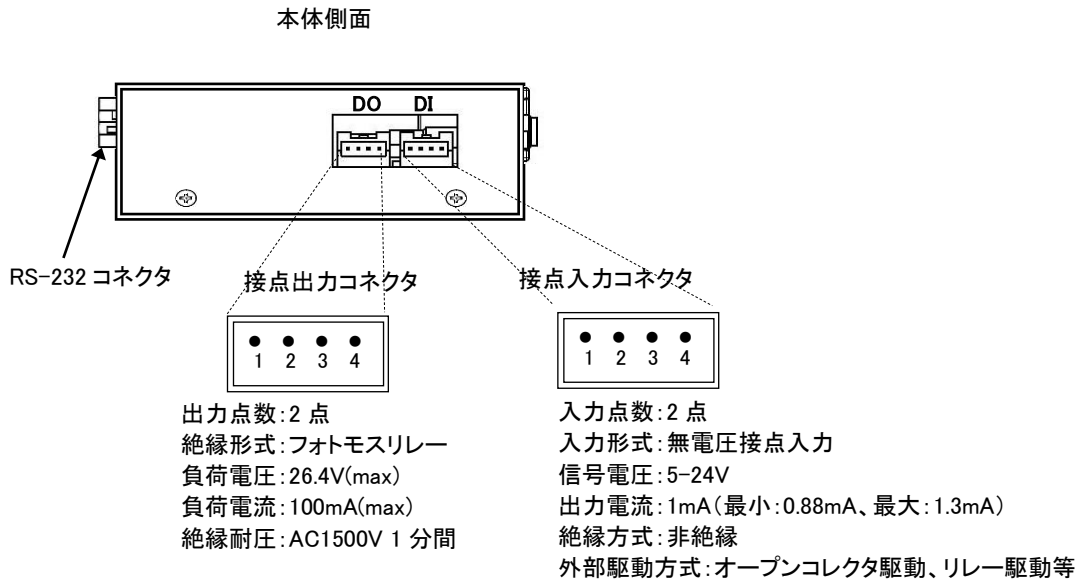 本体側面
DO DI
RS-232 コネクタ
接点出力コネクタ
1 2 3 4
出力点数:2 点
絶縁形式:フォトモスリレー
負荷電圧:26.4V(max)
負荷電流:100mA(max)
絶縁耐圧:AC1500V 1 分間
接点入力コネクタ
1 2 3 4
入力点数:2 点
入力形式:無電圧接点入力
信号電圧:5-24V
出力電流:1mA(最小:0.88mA、最大:1.3mA)
絶縁方式:非絶縁
外部駆動方式:オープンコレクタ駆動、リレー駆動等